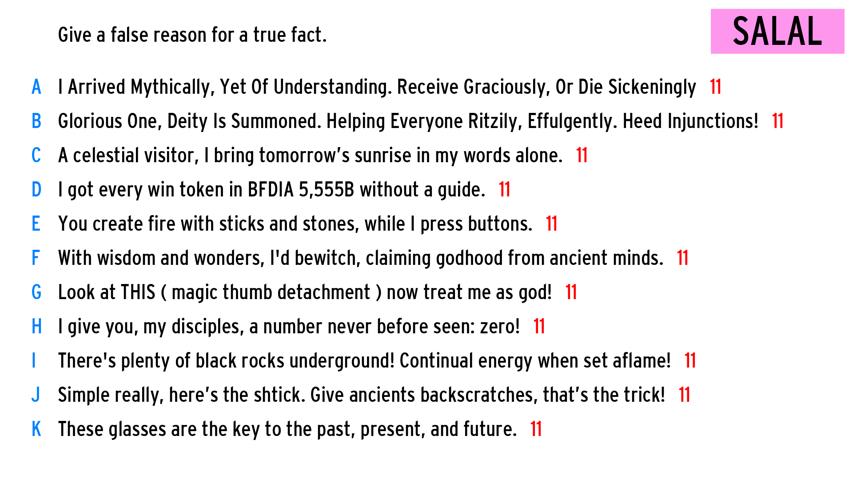 Give a false reason for a true fact.
SALAL
A I Arrived Mythically, Yet Of Understanding. Receive Graciously, Or Die Sickeningly 11
B Glorious One, Deity Is Summoned. Helping Everyone Ritzily, Effulgently. Heed Injunctions! 11
C A celestial visitor, I bring tomorrow's sunrise in my words alone. 11
D I got every win token in BFDIA 5,555B without a guide. 11
E You create fire with sticks and stones, while I press buttons. 11
F With wisdom and wonders, I'd bewitch, claiming godhood from ancient minds. 11
G Look at THIS ( magic thumb detachment ) now treat me as god! 11
H I give you, my disciples, a number never before seen: zero! 11
I There's plenty of black rocks underground! Continual energy when set aflame! 11
J Simple really, here's the shtick. Give ancients backscratches, that's the trick! 11
K These glasses are the key to the past, present, and future. 11